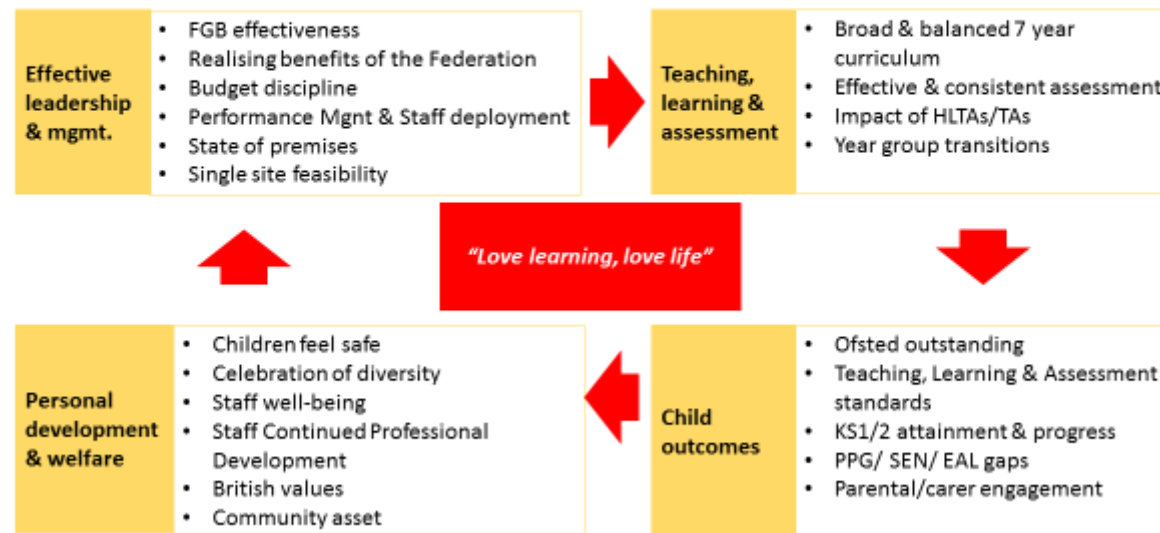 Effective
leadership
& mgmt.
• FGB effectiveness
• Realising benefits of the Federation
• Budget discipline
• Performance Mgnt & Staff deployment
• State of premises
• Single site feasibility
Teaching,
learning &
assessment
• Broad & balanced 7 year
curriculum
• Effective & consistent assessment
• Impact of HLTAs/TAs
• Year group transitions
“Love learning, love life”
Personal
development
& welfare
• Children feel safe
• Celebration of diversity
• Staff well-being
• Staff Continued Professional
Development
• British values
• Community asset
Child
outcomes
• Ofsted outstanding
• Teaching, Learning & Assessment
standards
• KS1/2 attainment & progress
• PPG/ SEN/ EAL gaps
• Parental/carer engagement